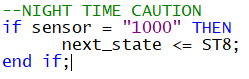 --NIGHT TIME CAUTION
if sensor = "1000" THEN
next_state <= ST8;
end if;